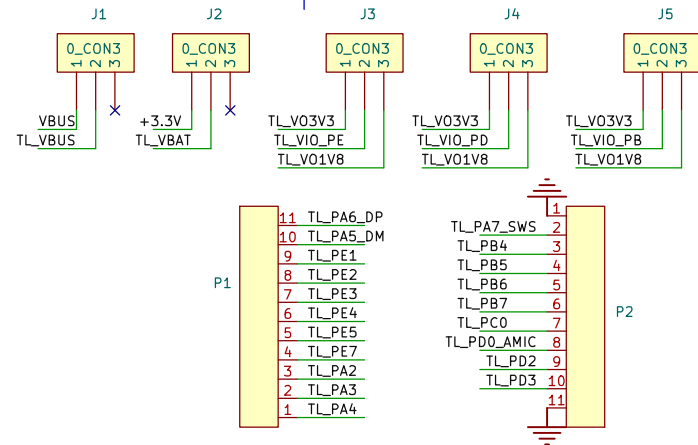 J1
J2
J3
J4
J5
0_CON3
0_CON3
0_CON3
0_CON3
0_CON3
1 2 3
1 2 3
1 2 3
1 2 3
1 2 3
VBUS
+3.3V
TL_VO3V3
TL_VO3V3
TL_VO3V3
TL_VBUS
TL_VBAT
TL_VIO_PE
TL_VIO_PD
TL_VIO_PB
TL_VO1V8
TL_VO1V8
TL_VO1V8
P1
11 TL_PA6_DP
10 TL_PA5_DM
9 TL_PE1
8 TL_PE2
7 TL_PE3
6 TL_PE4
5 TL_PE5
4 TL_PE7
3 TL_PA2
2 TL_PA3
1 TL_PA4
1
TL_PA7_SWS 2
TL_PB4 3
TL_PB5 4
TL_PB6 5
TL_PB7 6
TL_PC0 7
TL_PD0_AMIC 8
TL_PD2 9
TL_PD3 10
11
P2